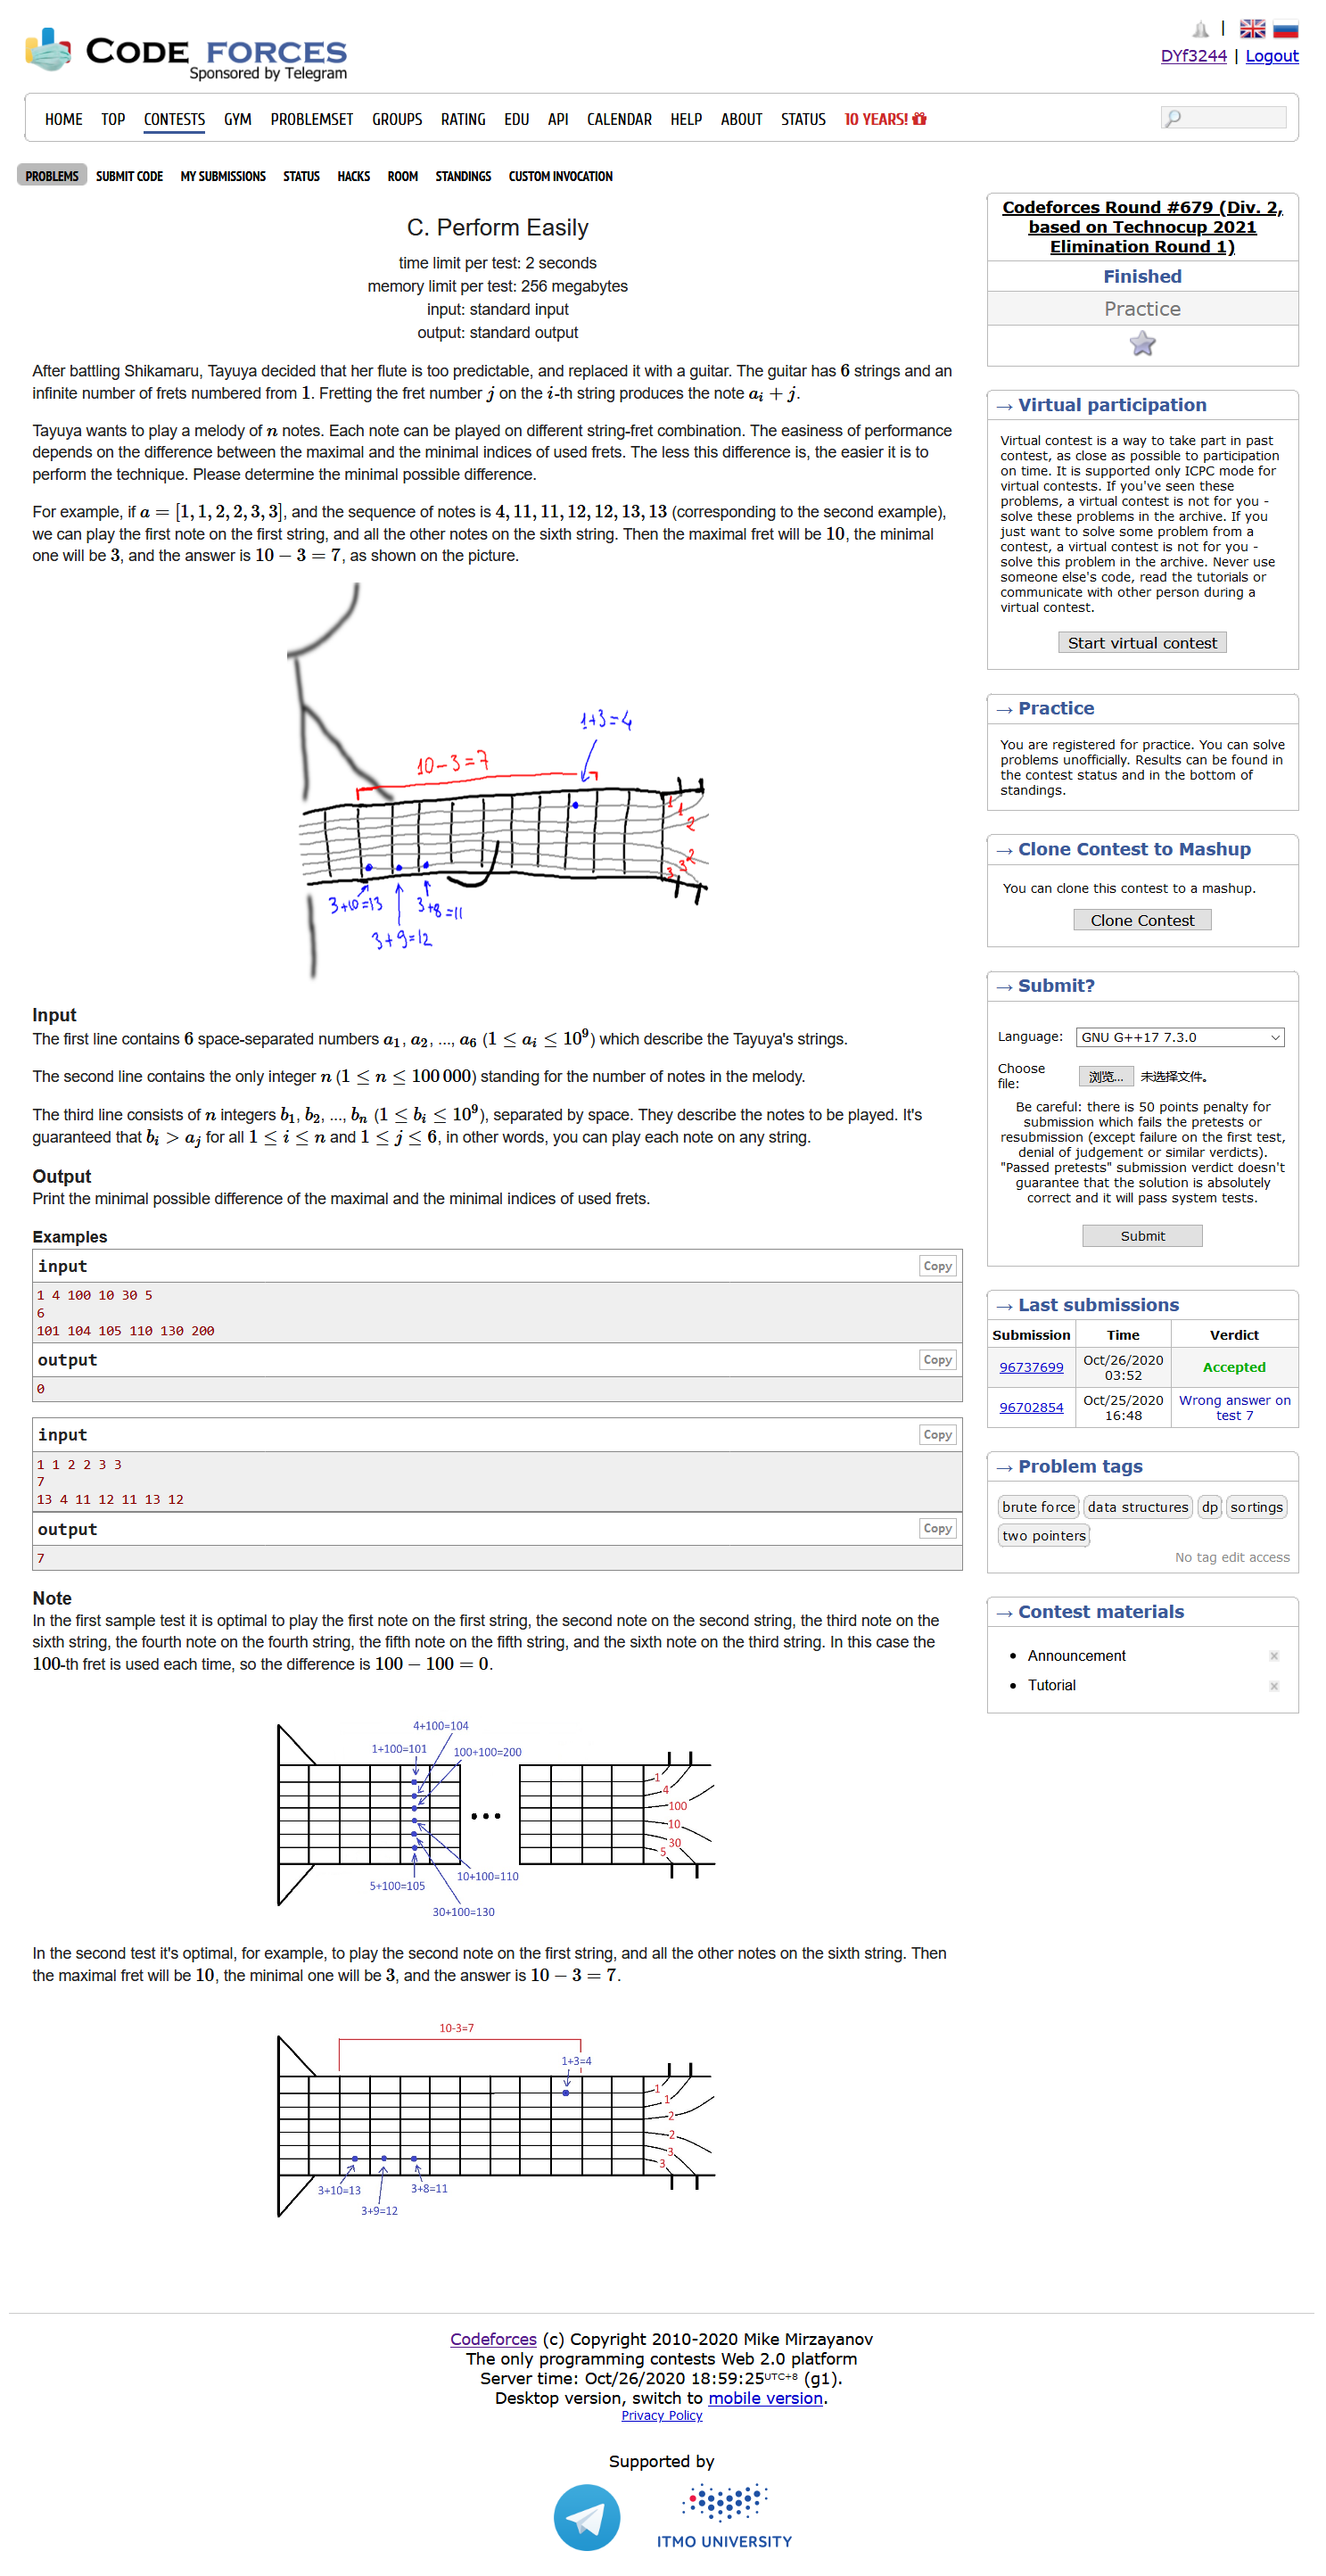 CODE FORCES
Sponsored by Telegram
|
DYf3244 | Logout
HOME TOP CONTESTS GYM PROBLEMSET GROUPS RATING EDU API CALENDAR HELP ABOUT STATUS 10 YEARS!
PROBLEMS SUBMIT CODE MY SUBMISSIONS STATUS HACKS ROOM STANDINGS CUSTOM INVOCATION
C. Perform Easily
time limit per test: 2 seconds
memory limit per test: 256 megabytes
input: standard input
output: standard output
After battling Shikamaru, Tayuya decided that her flute is too predictable, and replaced it with a guitar. The guitar has 6 strings and an
infinite number of frets numbered from 1. Fretting the fret number j on the i-th string produces the note a_i + j.
Tayuya wants to play a melody of n notes. Each note can be played on different string-fret combination. The easiness of performance
depends on the difference between the maximal and the minimal indices of used frets. The less this difference is, the easier it is to
perform the technique. Please determine the minimal possible difference.
For example, if a = [1, 1, 2, 2, 3, 3], and the sequence of notes is 4, 11, 11, 12, 12, 13, 13 (corresponding to the second example),
we can play the first note on the first string, and all the other notes on the sixth string. Then the maximal fret will be 10, the minimal
one will be 3, and the answer is 10 − 3 = 7, as shown on the picture.
1+3=4
10-3=7
1
1
2
2
3
3
3+10=13
3+8=11
3+9=12
Input
The first line contains 6 space-separated numbers a_1, a_2, ..., a_6 (1 ≤ a_i ≤ 10^9) which describe the Tayuya's strings.
The second line contains the only integer n (1 ≤ n ≤ 100 000) standing for the number of notes in the melody.
The third line consists of n integers b_1, b_2, ..., b_n (1 ≤ b_i ≤ 10^9), separated by space. They describe the notes to be played. It's
guaranteed that b_i > a_j for all 1 ≤ i ≤ n and 1 ≤ j ≤ 6, in other words, you can play each note on any string.
Output
Print the minimal possible difference of the maximal and the minimal indices of used frets.
Examples
input Copy
1 4 100 10 30 5
6
101 104 105 110 130 200
output Copy
0
input Copy
1 1 2 2 3 3
7
13 4 11 12 11 13 12
output Copy
7
Note
In the first sample test it is optimal to play the first note on the first string, the second note on the second string, the third note on the
sixth string, the fourth note on the fourth string, the fifth note on the fifth string, and the sixth note on the third string. In this case the
100-th fret is used each time, so the difference is 100 − 100 = 0.
4+100=104
1+100=101
100+100=200
1
4
100
10
30
5
10+100=110
5+100=105
30+100=130
In the second test it's optimal, for example, to play the second note on the first string, and all the other notes on the sixth string. Then
the maximal fret will be 10, the minimal one will be 3, and the answer is 10 − 3 = 7.
10-3=7
1+3=4
1
1
2
2
3
3
3+10=13
3+8=11
3+9=12
Codeforces Round #679 (Div. 2,
based on Technocup 2021
Elimination Round 1)
Finished
Practice
→ Virtual participation
Virtual contest is a way to take part in past
contest, as close as possible to participation
on time. It is supported only ICPC mode for
virtual contests. If you've seen these
problems, a virtual contest is not for you -
solve these problems in the archive. If you
just want to solve some problem from a
contest, a virtual contest is not for you -
solve this problem in the archive. Never use
someone else's code, read the tutorials or
communicate with other person during a
virtual contest.
Start virtual contest
→ Practice
You are registered for practice. You can solve
problems unofficially. Results can be found in
the contest status and in the bottom of
standings.
→ Clone Contest to Mashup
You can clone this contest to a mashup.
Clone Contest
→ Submit?
Language: GNU G++17 7.3.0
Choose
file: 浏览... 未选择文件。
Be careful: there is 50 points penalty for
submission which fails the pretests or
resubmission (except failure on the first test,
denial of judgement or similar verdicts).
"Passed pretests" submission verdict doesn't
guarantee that the solution is absolutely
correct and it will pass system tests.
Submit
→ Last submissions
Submission Time Verdict
96737699 Oct/26/2020
03:52 Accepted
96702854 Oct/25/2020
16:48 Wrong answer on
test 7
→ Problem tags
brute force data structures dp sortings
two pointers
No tag edit access
→ Contest materials
Announcement
Tutorial
Codeforces (c) Copyright 2010-2020 Mike Mirzayanov
The only programming contests Web 2.0 platform
Server time: Oct/26/2020 18:59:25 UTC+8 (g1).
Desktop version, switch to mobile version.
Privacy Policy
Supported by
ITMO UNIVERSITY